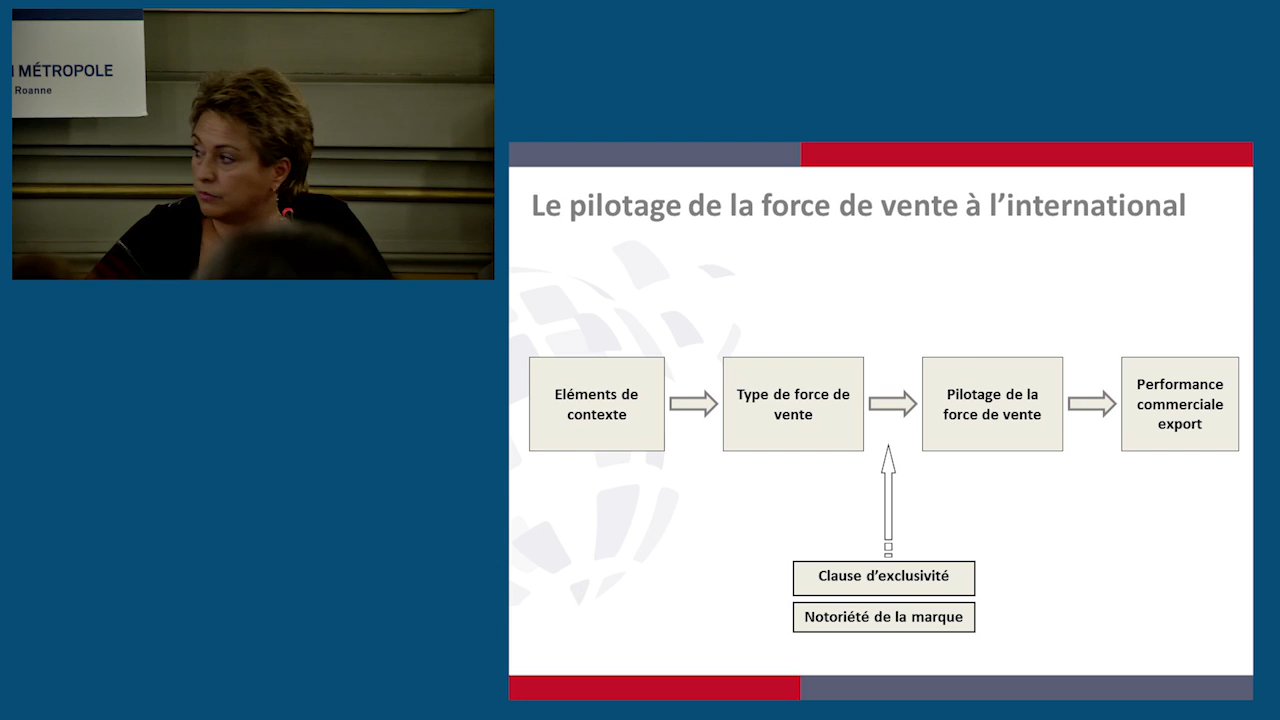 MÉTROPOLE
Roanne
Le pilotage de la force de vente à l'international
Eléments de
contexte
Type de force de
vente
Pilotage de la
force de vente
Performance
commerciale
export
Clause d'exclusivité
Notoriété de la marque